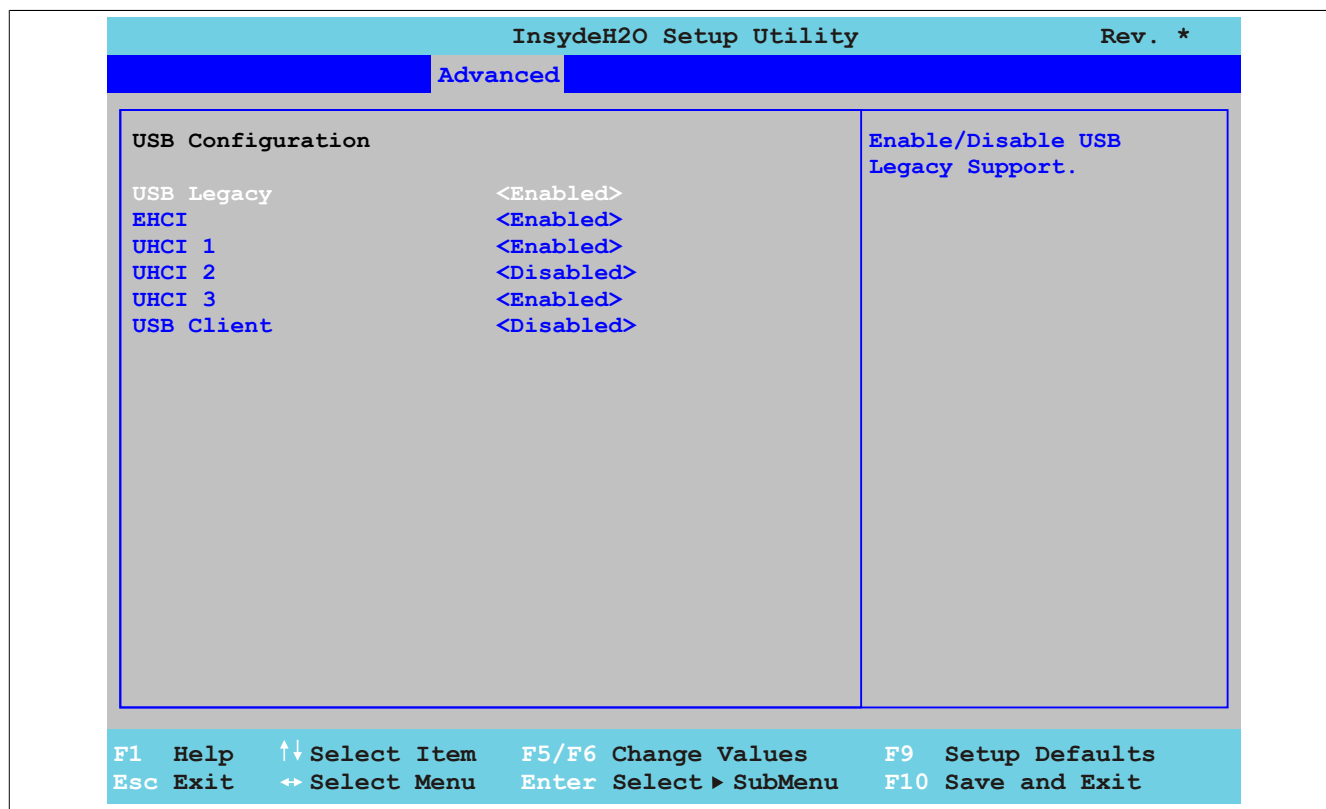 InsydeH2O Setup Utility Rev. *
Advanced
USB Configuration
USB Legacy <Enabled>
EHCI <Enabled>
UHCI 1 <Enabled>
UHCI 2 <Disabled>
UHCI 3 <Enabled>
USB Client <Disabled>
Enable/Disable USB
Legacy Support.
F1 Help ↑↓ Select Item F5/F6 Change Values F9 Setup Defaults
Esc Exit ↔ Select Menu Enter Select ▶ SubMenu F10 Save and Exit